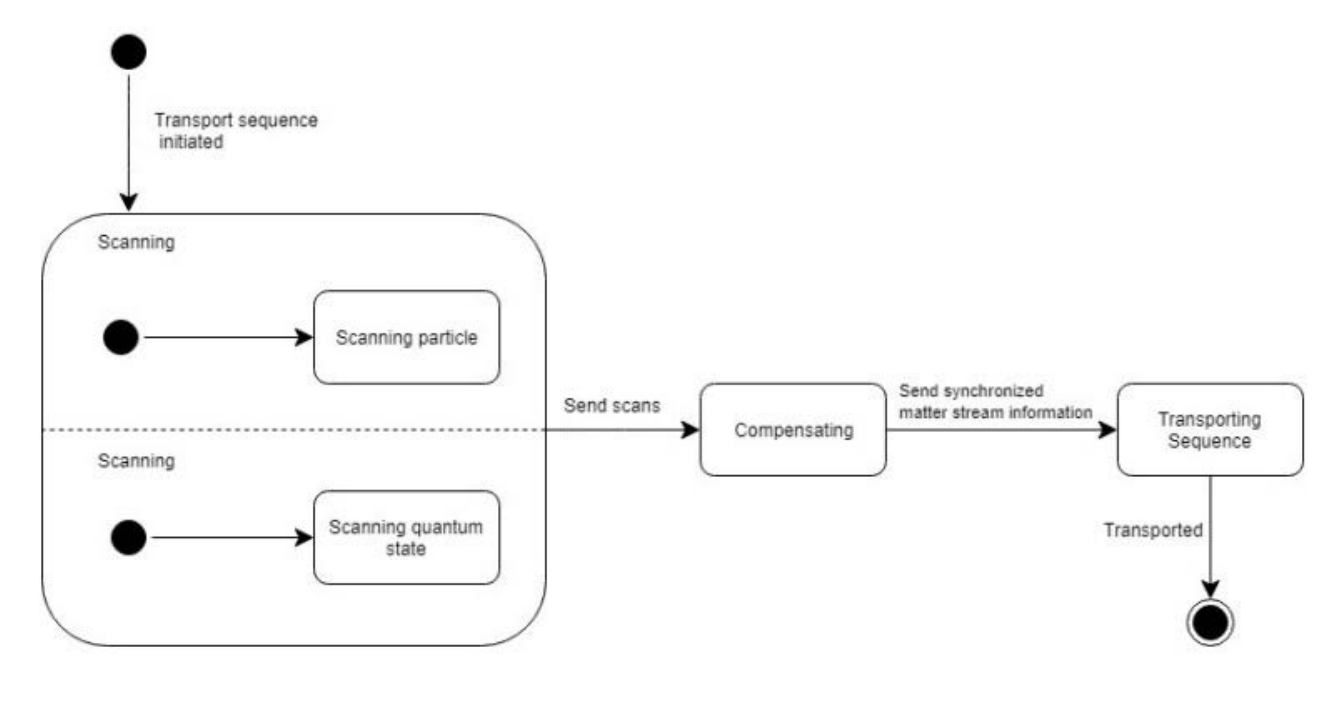 Transport sequence
initiated
Scanning
Scanning particle
Send scans
Compensating
Send synchronized
matter stream information
Transporting
Sequence
Scanning
Scanning quantum
state
Transported